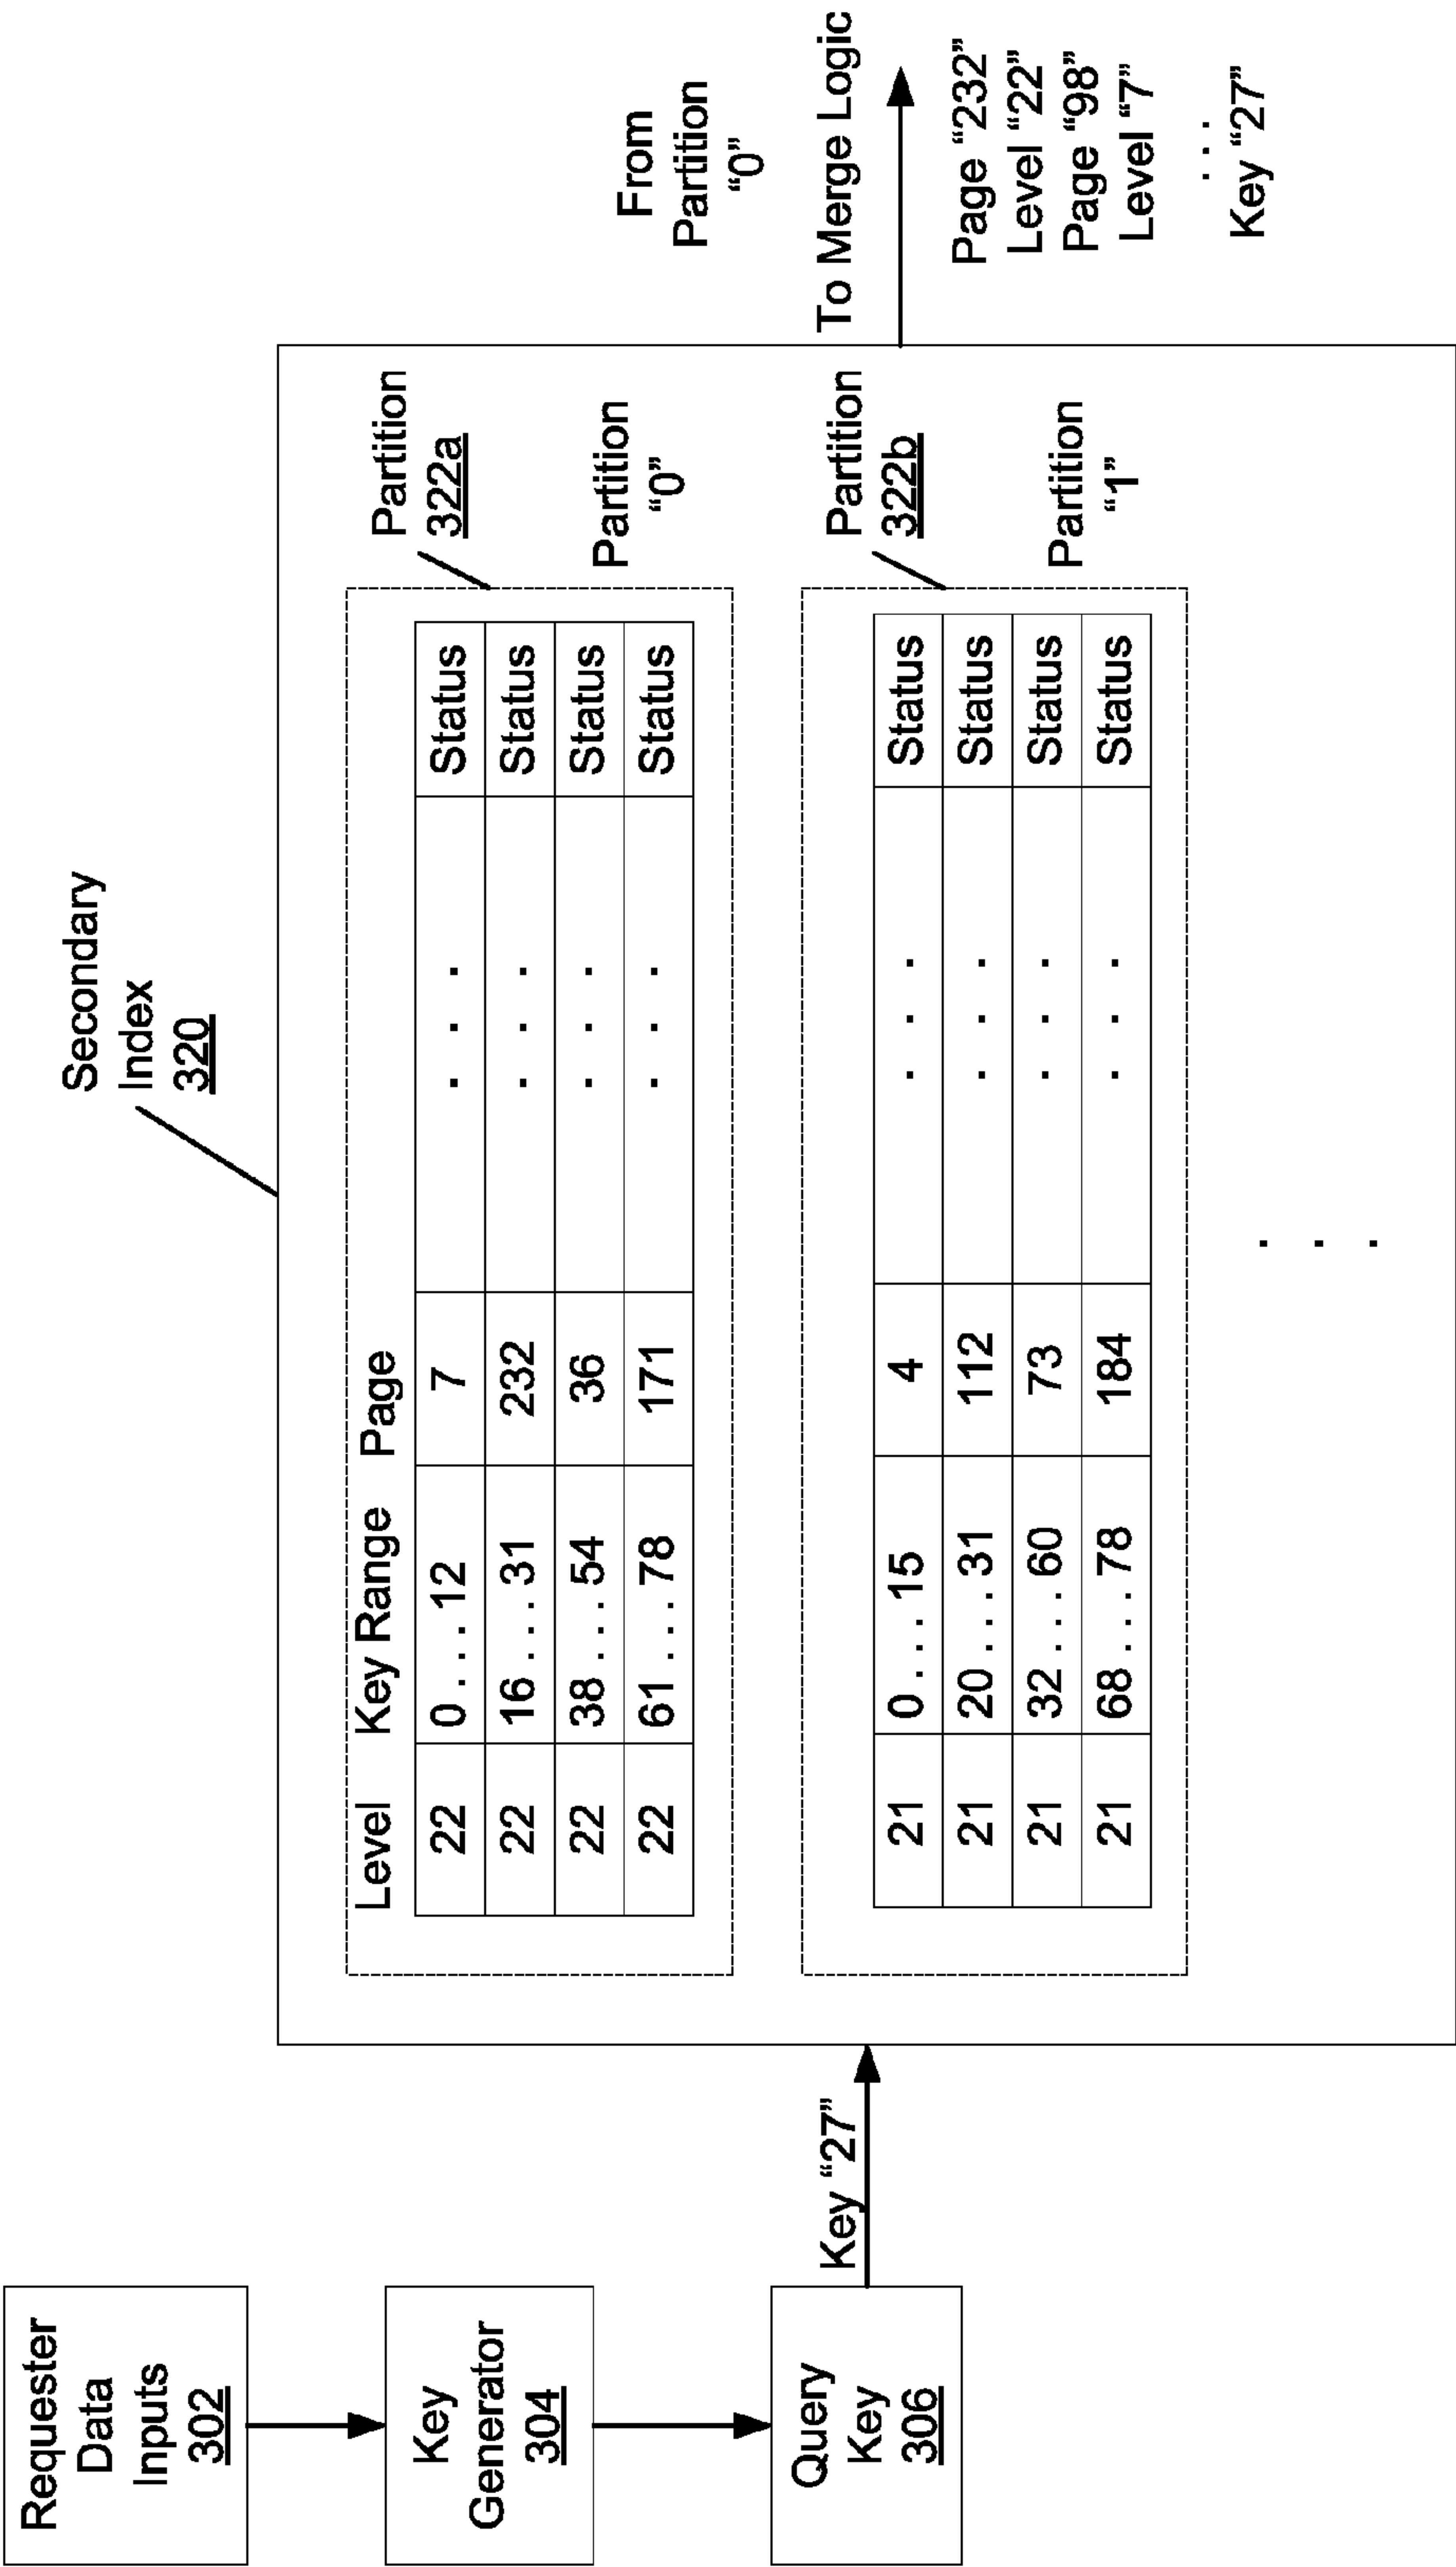 Secondary
Index
320
Requester
Data
Inputs
302
Key
Generator
304
Query
Key
306
Key “27”
Level Key Range Page
22 0 . . . 12 7 . . . Status
22 16 . . . 31 232 . . . Status
22 38 . . . 54 36 . . . Status
22 61 . . . 78 171 . . . Status
Partition
322a
Partition
“0”
21 0 . . . 15 4 . . . Status
21 20 . . . 31 112 . . . Status
21 32 . . . 60 73 . . . Status
21 68 . . . 78 184 . . . Status
Partition
322b
Partition
“1”
. . .
From
Partition
“0”
To Merge Logic
Page “232”
Level “22”
Page “98”
Level “7”
. . .
Key “27”